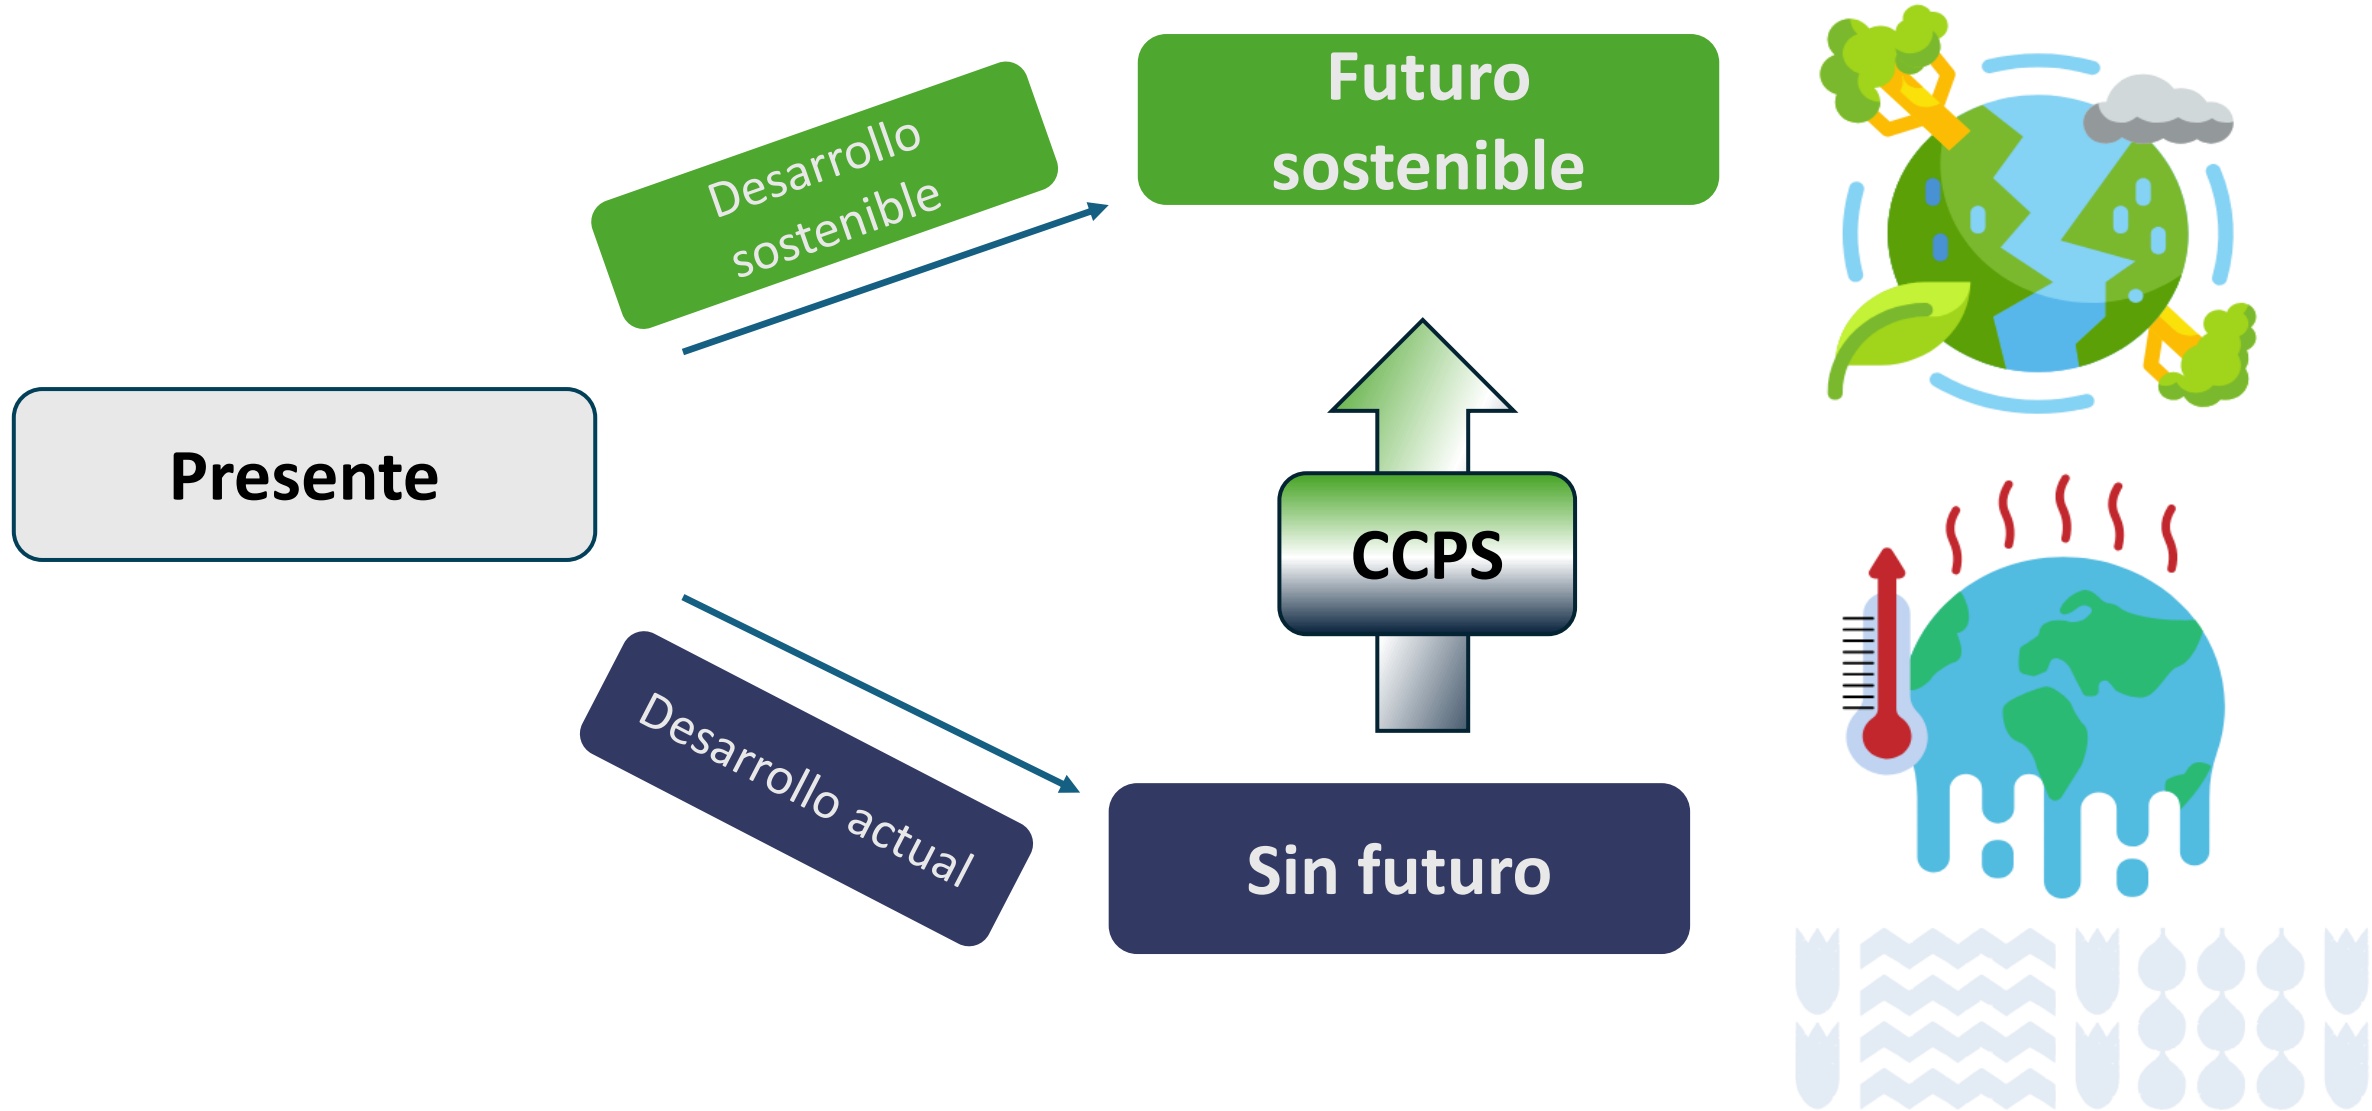 Desarrollo
sostenible
Futuro
sostenible
Presente
CCPS
Desarrollo actual
Sin futuro